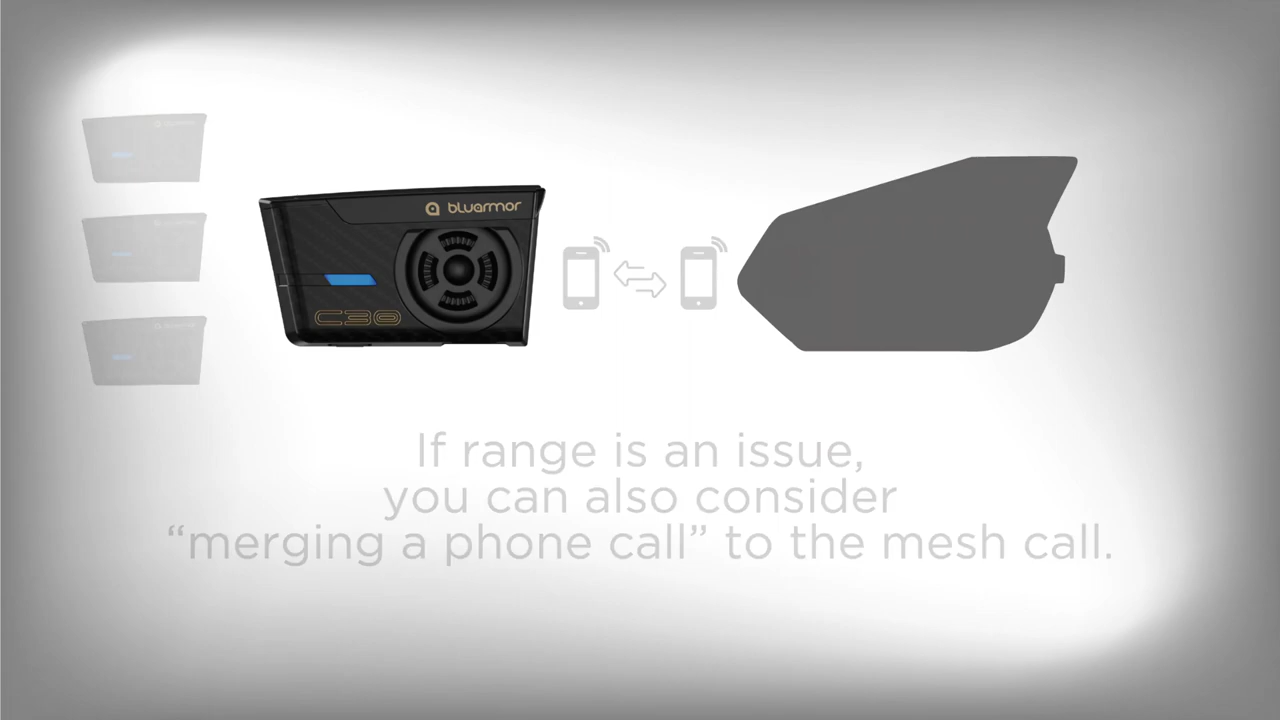 bluarmor
C30
If range is an issue,
you can also consider
“merging a phone call” to the mesh call.